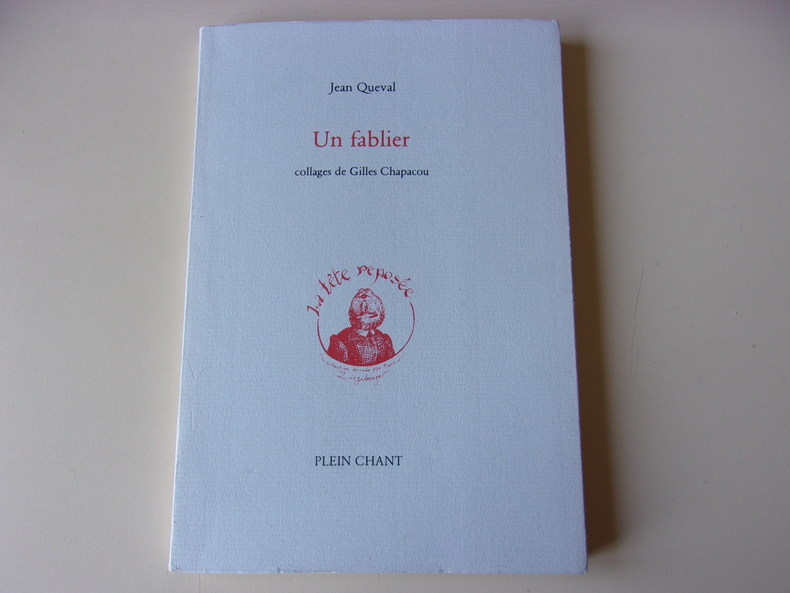 Jean Queval
Un fablier
collages de Gilles Chapacou
La tête reposée
PLEIN CHANT